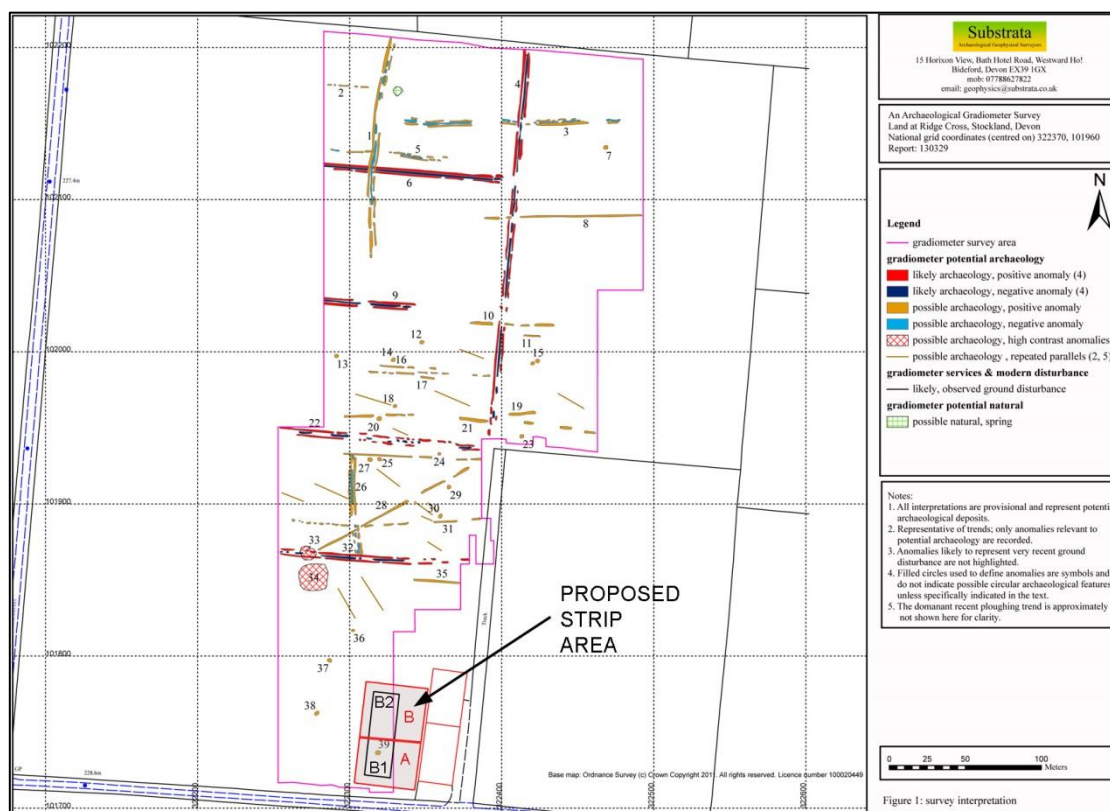 Substrata
Archaeological Geophysical Surveyors
15 Horixon View, Bath Hotel Road, Westward Ho!
Bideford, Devon EX39 1GX
mob: 07788627822
email: geophysics@substrata.co.uk
An Archaeological Gradiometer Survey
Land at Ridge Cross, Stockland, Devon
National grid coordinates (centred on) 322370, 101960
Report: 130329
N
Legend
gradiometer survey area
gradiometer potential archaeology
likely archaeology, positive anomaly (4)
likely archaeology, negative anomaly (4)
possible archaeology, positive anomaly
possible archaeology, negative anomaly
possible archaeology, high contrast anomalies
possible archaeology , repeated parallels (2, 5)
gradiometer services & modern disturbance
likely, observed ground disturbance
gradiometer potential natural
possible natural, spring
Notes:
1. All interpretations are provisional and represent potenti
archaeological deposits.
2. Representative of trends; only anomalies relevant to
potential archaeology are recorded.
3. Anomalies likely to represent very recent ground
disturbance are not highlighted.
4. Filled circles used to define anomalies are symbols and
do not indicate possible circular archaeological features
unless specifically indicated in the text.
5. The domanant recent ploughing trend is approximately
not shown here for clarity.
0 25 50 100
Meters
Figure 1: survey interpretation
102200
102100
102000
101900
101800
101700
322300
322400
322500
322600
227.4m
228.6m
GP
Track
1
2
3
4
5
6
7
8
9
10
11
12
13
14
15
16
17
18
19
20
21
22
23
24
25
26
27
28
29
30
31
32
33
34
35
36
37
38
39
PROPOSED
STRIP
AREA
B2
B
B1
A
Base map: Ordnance Survey (c) Crown Copyright 2011. All rights reserved. Licence number 100020449